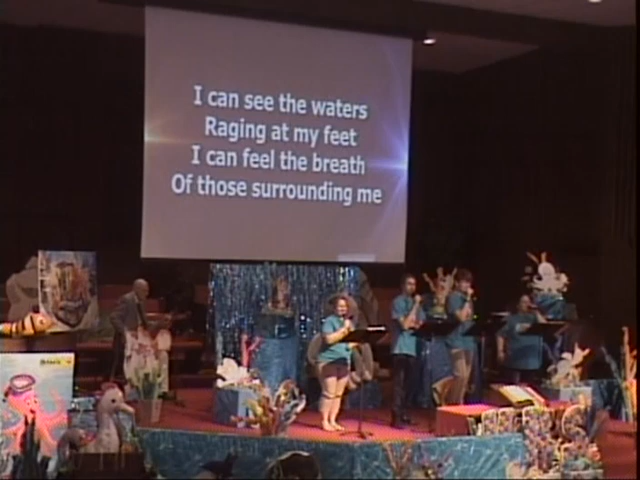 I can see the waters
Raging at my feet
I can feel the breath
Of those surrounding me